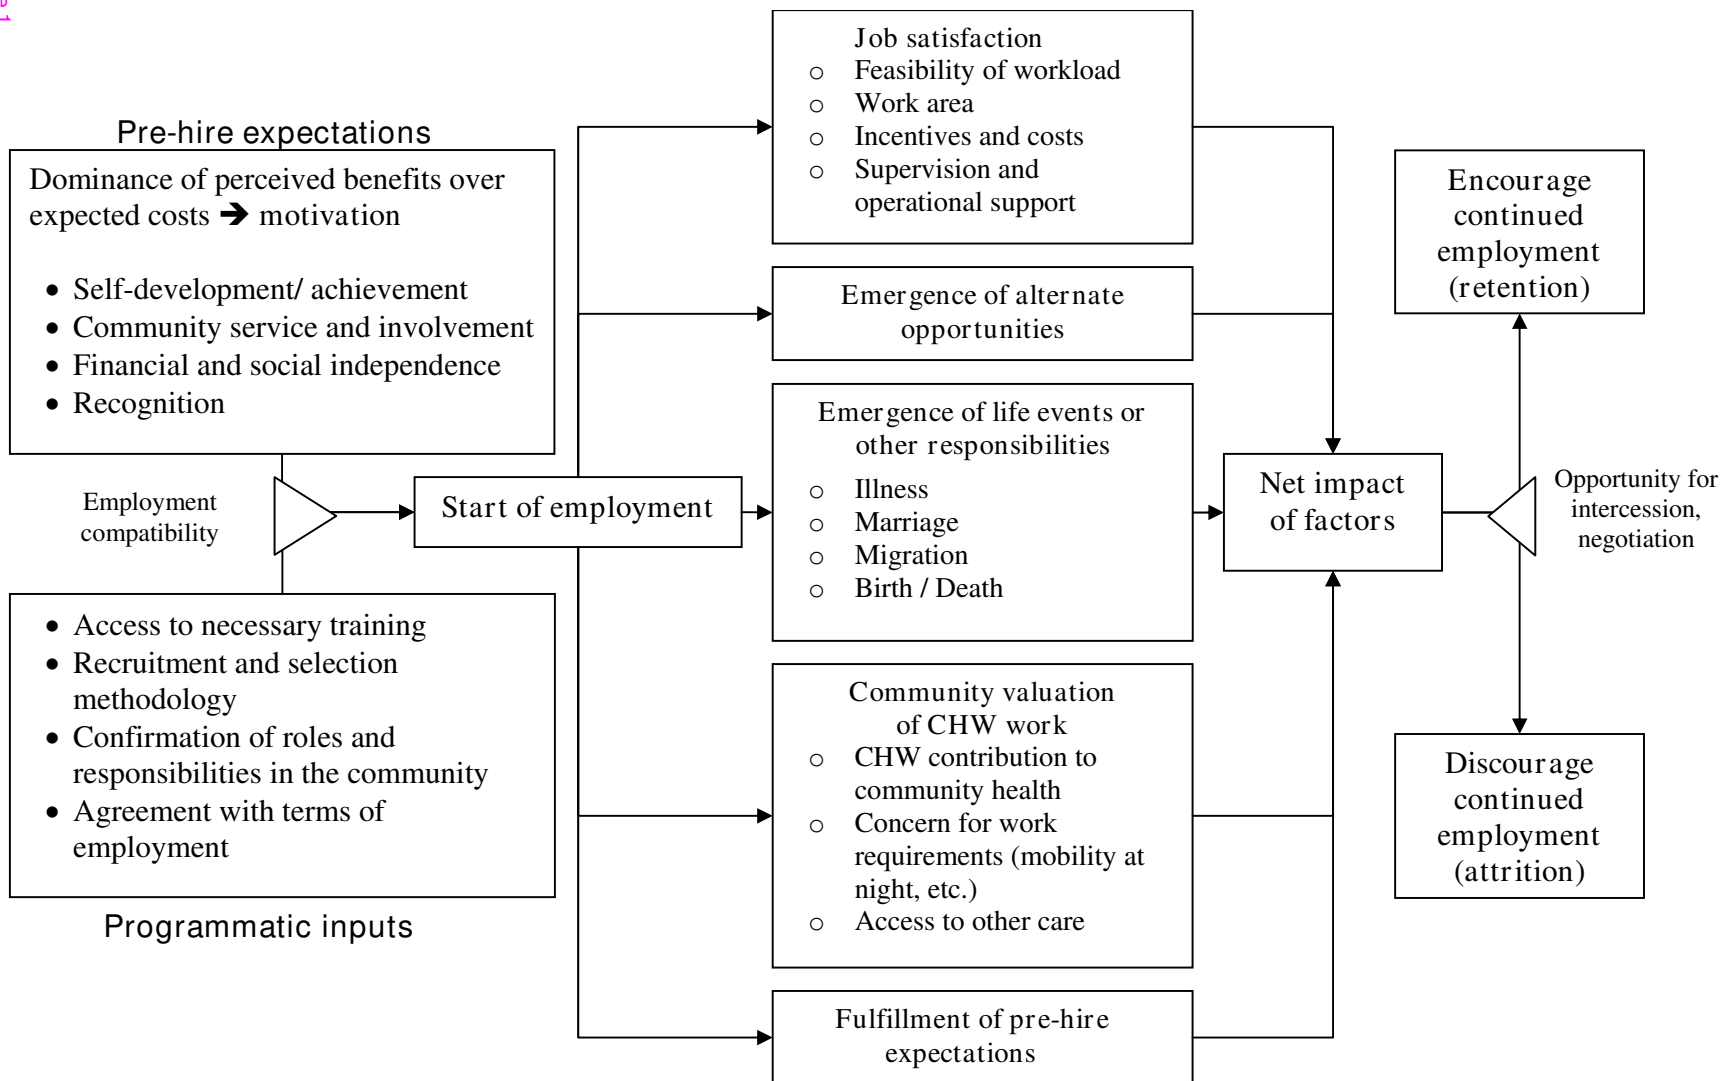 Pre-hire expectations
Dominance of perceived benefits over
expected costs ➔ motivation
• Self-development/ achievement
• Community service and involvement
• Financial and social independence
• Recognition
Employment
compatibility
• Access to necessary training
• Recruitment and selection
methodology
• Confirmation of roles and
responsibilities in the community
• Agreement with terms of
employment
Programmatic inputs
Start of employment
Job satisfaction
o Feasibility of workload
o Work area
o Incentives and costs
o Supervision and
operational support
Emergence of alternate
opportunities
Emergence of life events or
other responsibilities
o Illness
o Marriage
o Migration
o Birth / Death
Community valuation
of CHW work
o CHW contribution to
community health
o Concern for work
requirements (mobility at
night, etc.)
o Access to other care
Fulfillment of pre-hire
expectations
Net impact
of factors
Encourage
continued
employment
(retention)
Opportunity for
intercession,
negotiation
Discourage
continued
employment
(attrition)